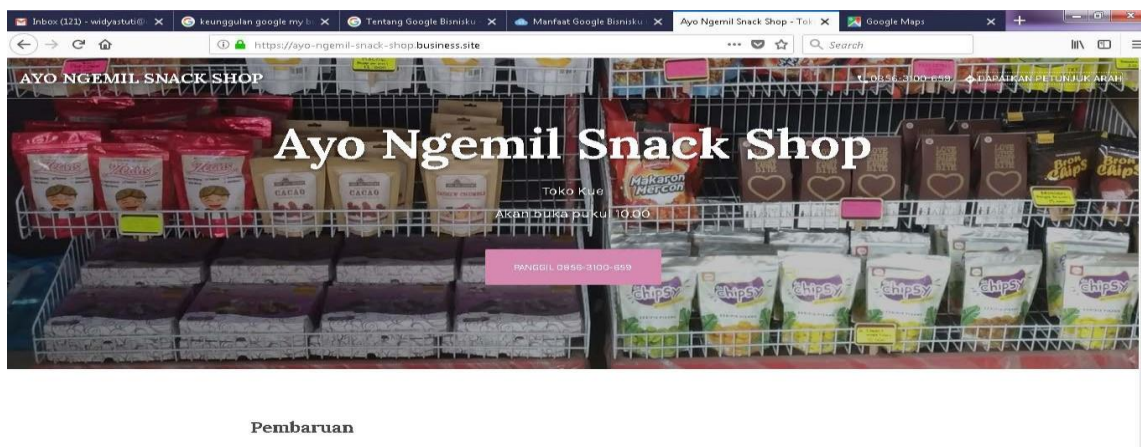 Inbox (121) - widyastuti@
keunggulan google my b
Tentang Google Bisnisku
Manfaat Google Bisnisku
Ayo Ngemil Snack Shop - Tok
Google Maps
https://ayo-ngemil-snack-shop.business.site
Search
AYO NGEMIL SNACK SHOP
0856-3100-659
DAPATKAN PETUNJUK ARAH
Ayo Ngemil Snack Shop
Toko Kue
Akan buka pukul 10.00
PANGGIL 0856-3100-659
CACAO
CACAO
Makaron
Mercon
LOVE
BITE
chipsy
chipsy
chipsy
chipsy
chipsy
Pembaruan